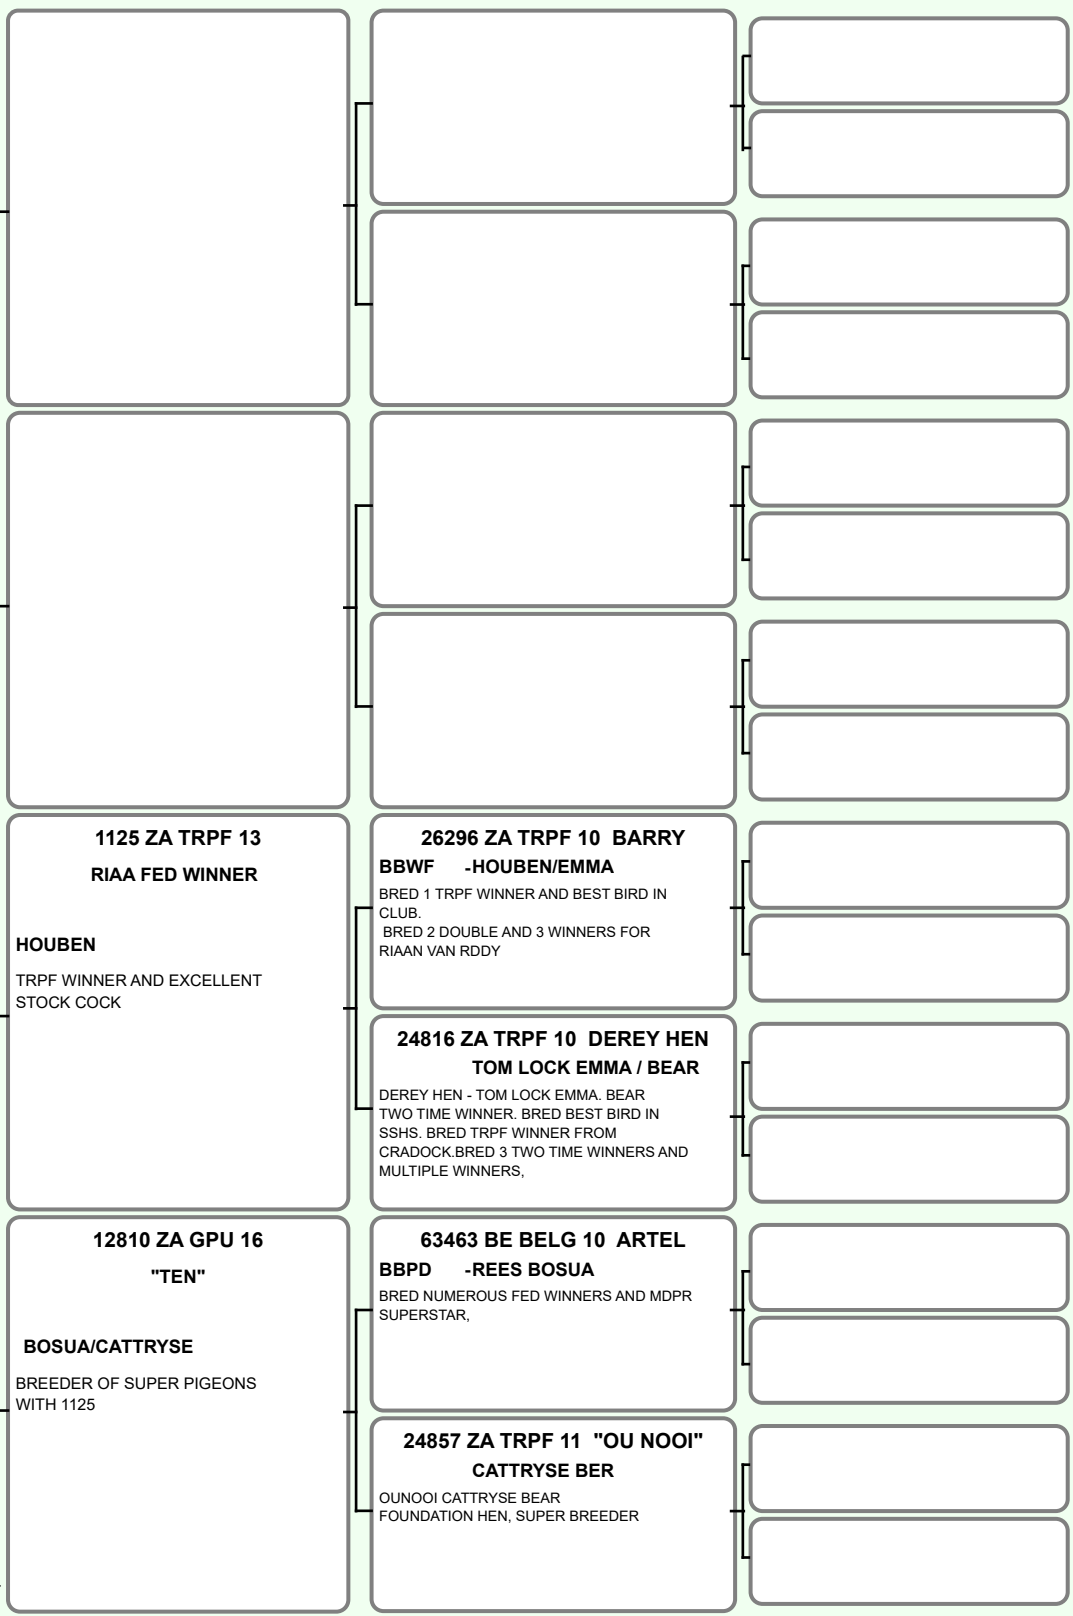 1125 ZA TRPF 13
RIAA FED WINNER
HOUBEN
TRPF WINNER AND EXCELLENT
STOCK COCK
26296 ZA TRPF 10  BARRY
BBWF -HOUBEN/EMMA
BRED 1 TRPF WINNER AND BEST BIRD IN
CLUB.
BRED 2 DOUBLE AND 3 WINNERS FOR
RIAAN VAN RDDY
24816 ZA TRPF 10  DEREY HEN
TOM LOCK EMMA / BEAR
DEREY HEN - TOM LOCK EMMA. BEAR
TWO TIME WINNER. BRED BEST BIRD IN
SSHS. BRED TRPF WINNER FROM
CRADOCK.BRED 3 TWO TIME WINNERS AND
MULTIPLE WINNERS,
12810 ZA GPU 16
"TEN"
BOSUA/CATTRYSE
BREEDER OF SUPER PIGEONS
WITH 1125
63463 BE BELG 10  ARTEL
BBPD -REES BOSUA
BRED NUMEROUS FED WINNERS AND MDPR
SUPERSTAR,
24857 ZA TRPF 11  "OU NOOI"
CATTRYSE BER
OUNOOI CATTRYSE BEAR
FOUNDATION HEN, SUPER BREEDER